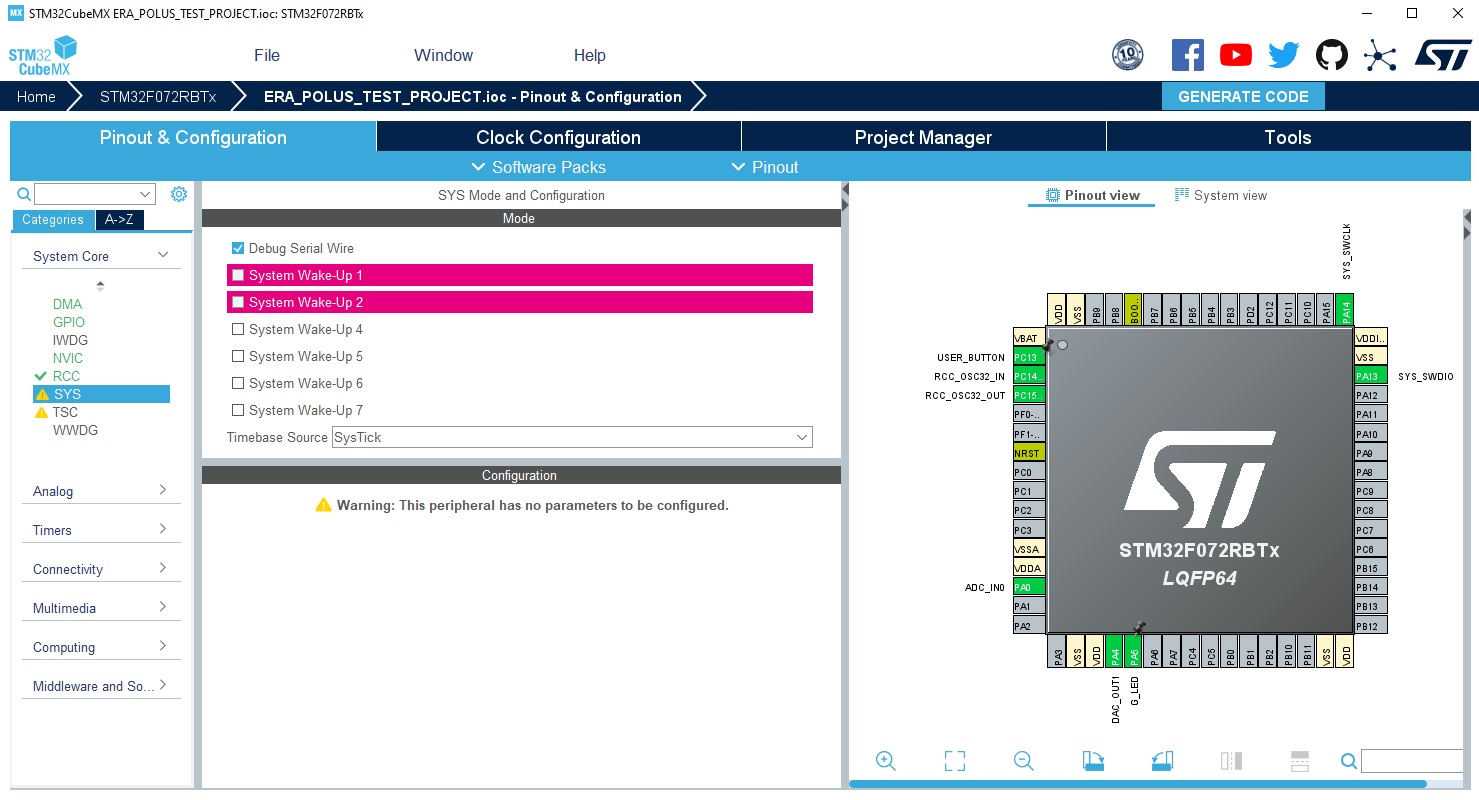 MX STM32CubeMX ERA_POLUS_TEST_PROJECT.ioc: STM32F072RBTx
STM32
CubeMX
File Window Help
10
Home STM32F072RBTx ERA_POLUS_TEST_PROJECT.ioc - Pinout & Configuration GENERATE CODE
Pinout & Configuration Clock Configuration Project Manager Tools
Software Packs Pinout
SYS Mode and Configuration
Mode
Categories A->Z
System Core
DMA
GPIO
IWDG
NVIC
RCC
SYS
TSC
WWDG
Analog
Timers
Connectivity
Multimedia
Computing
Middleware and So...
Debug Serial Wire
System Wake-Up 1
System Wake-Up 2
System Wake-Up 4
System Wake-Up 5
System Wake-Up 6
System Wake-Up 7
Timebase Source SysTick
Configuration
Warning: This peripheral has no parameters to be configured.
Pinout view System view
SYS_SWCLK
VDD VSS PB9 PB8 BOO.. PB7 PB6 PB5 PB4 PB3 PD2 PC12 PC11 PC10 PA15 PA14
VBAT
USER_BUTTON PC13
RCC_OSC32_IN PC14..
RCC_OSC32_OUT PC15..
PF0-..
PF1-..
NRST
PC0
PC1
PC2
PC3
VSSA
VDDA
ADC_IN0 PA0
PA1
PA2
VDDI..
VSS
PA13 SYS_SWDIO
PA12
PA11
PA10
PA9
PA8
PC9
PC8
PC7
PC6
PB15
PB14
PB13
PB12
STM32F072RBTx
LQFP64
PA3 VSS VDD PA4 PA5 PA6 PA7 PC4 PC5 PB0 PB1 PB2 PB10 PB11 VSS VDD
DAC_OUT1 G_LED